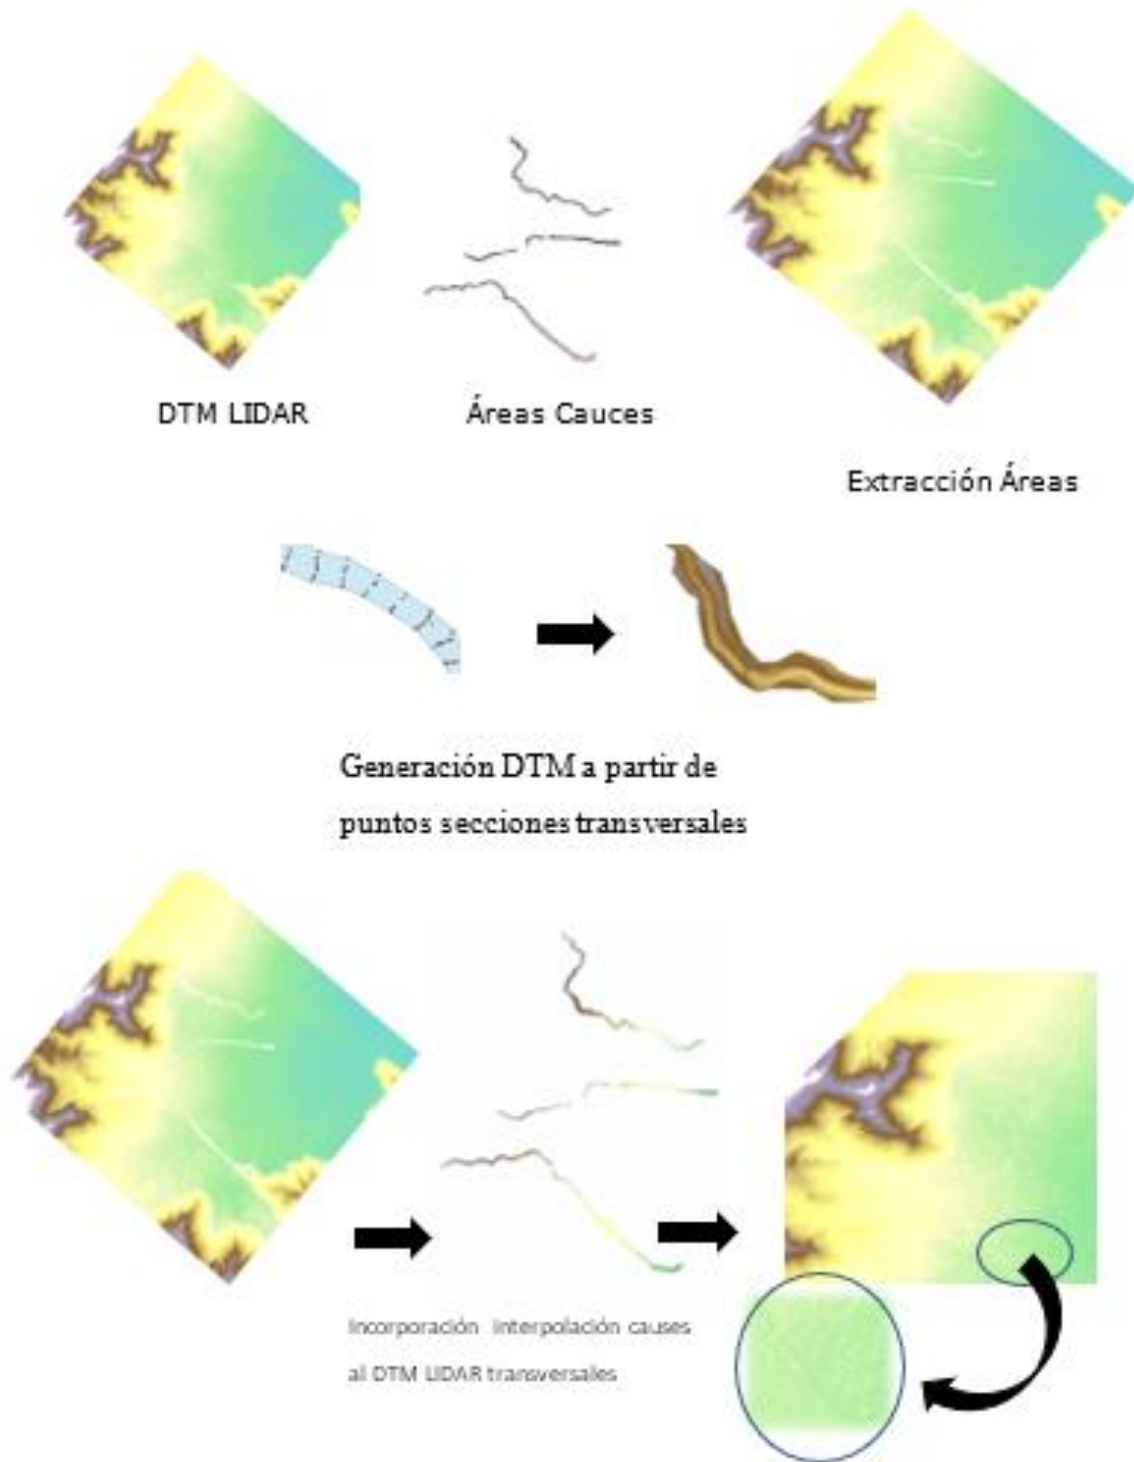 DTM LIDAR
Áreas Cauces
Extracción Áreas
Generación DTM a partir de
puntos secciones transversales
Incorporación interpolación causes
al DTM LIDAR transversales